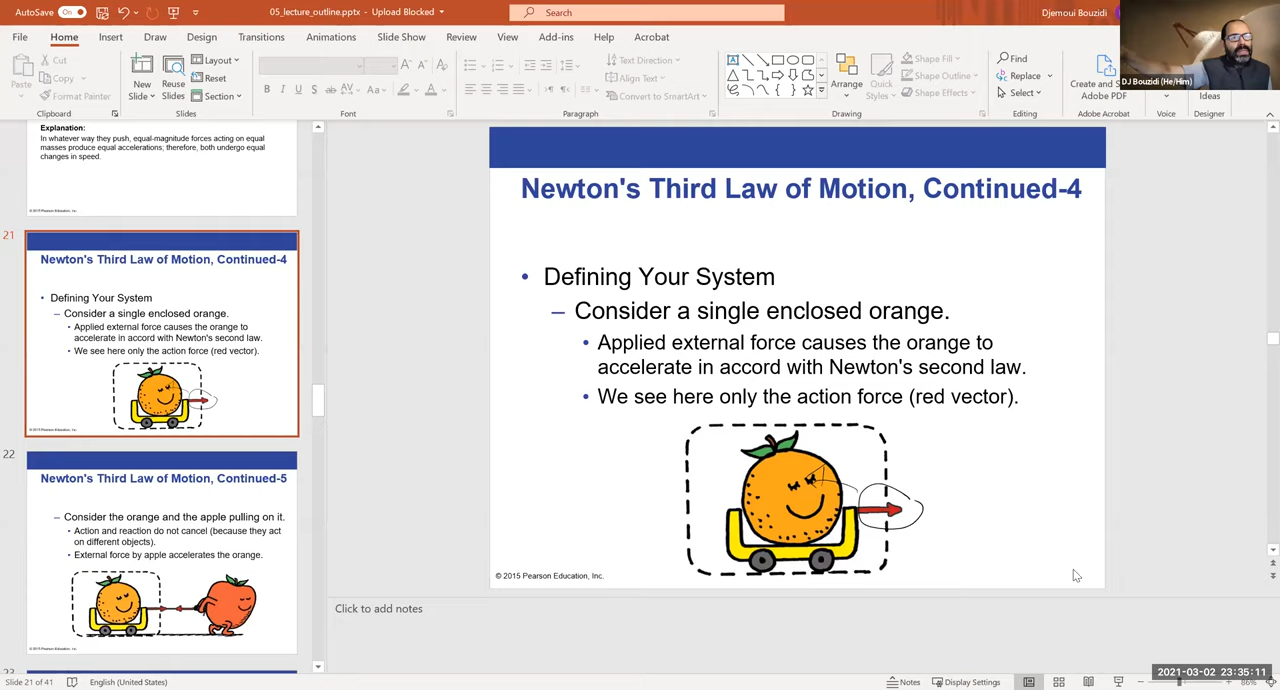 AutoSave On
05_lecture_outline.pptx - Upload Blocked
Search
Djemoui Bouzidi
File Home Insert Draw Design Transitions Animations Slide Show Review View Add-ins Help Acrobat
Paste
Cut
Copy
Format Painter
Clipboard
New Slide
Reuse Slides
Layout
Reset
Section
Slides
B I U S ab AV Aa A
Font
Text Direction
Align Text
Convert to SmartArt
Paragraph
Arrange
Quick Styles
Shape Fill
Shape Outline
Shape Effects
Drawing
Find
Replace
Select
Editing
Create and S
Adobe PDF
Adobe Acrobat
Voice
Ideas
Designer
DJ Bouzidi (He/Him)
Explanation:
In whatever way they push, equal-magnitude forces acting on equal
masses produce equal accelerations; therefore, both undergo equal
changes in speed.
© 2015 Pearson Education, Inc.
21
Newton's Third Law of Motion, Continued-4
• Defining Your System
– Consider a single enclosed orange.
• Applied external force causes the orange to
accelerate in accord with Newton's second law.
• We see here only the action force (red vector).
© 2015 Pearson Education, Inc.
22
Newton's Third Law of Motion, Continued-5
– Consider the orange and the apple pulling on it.
• Action and reaction do not cancel (because they act
on different objects).
• External force by apple accelerates the orange.
© 2015 Pearson Education, Inc.
Newton's Third Law of Motion, Continued-4
• Defining Your System
– Consider a single enclosed orange.
• Applied external force causes the orange to
accelerate in accord with Newton's second law.
• We see here only the action force (red vector).
© 2015 Pearson Education, Inc.
Click to add notes
Slide 21 of 41
English (United States)
Notes
Display Settings
86%
2021-03-02 23:35:11